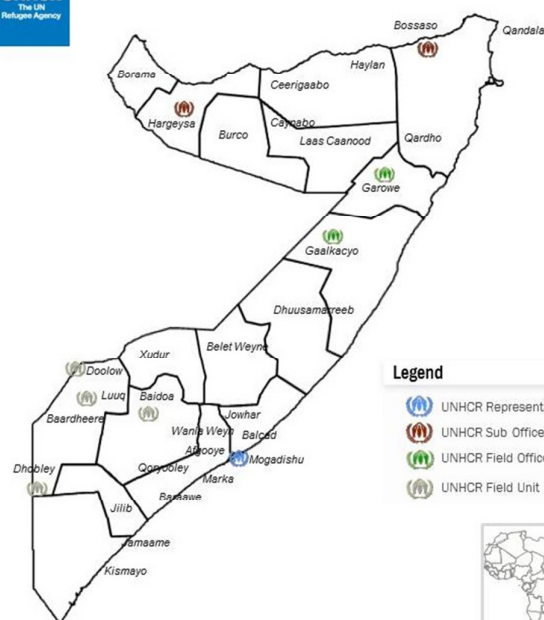 The UN
Refugee Agency
Bossaso
Qandala
Haylan
Borama
Ceerigaabo
Hargeysa
Caynabo
Burco
Laas Caanood
Qardho
Garowe
Gaalkacyo
Dhuusamarreeb
Belet Weyne
Xudur
Doolow
Luuq
Baidoa
Baardheere
Jowhar
Wanla Weyn
Balcad
Afgooye
Mogadishu
Dhobley
Qoryooley
Marka
Baraawe
Jilib
Jamaame
Kismayo
Legend
UNHCR Represent
UNHCR Sub Office
UNHCR Field Office
UNHCR Field Unit